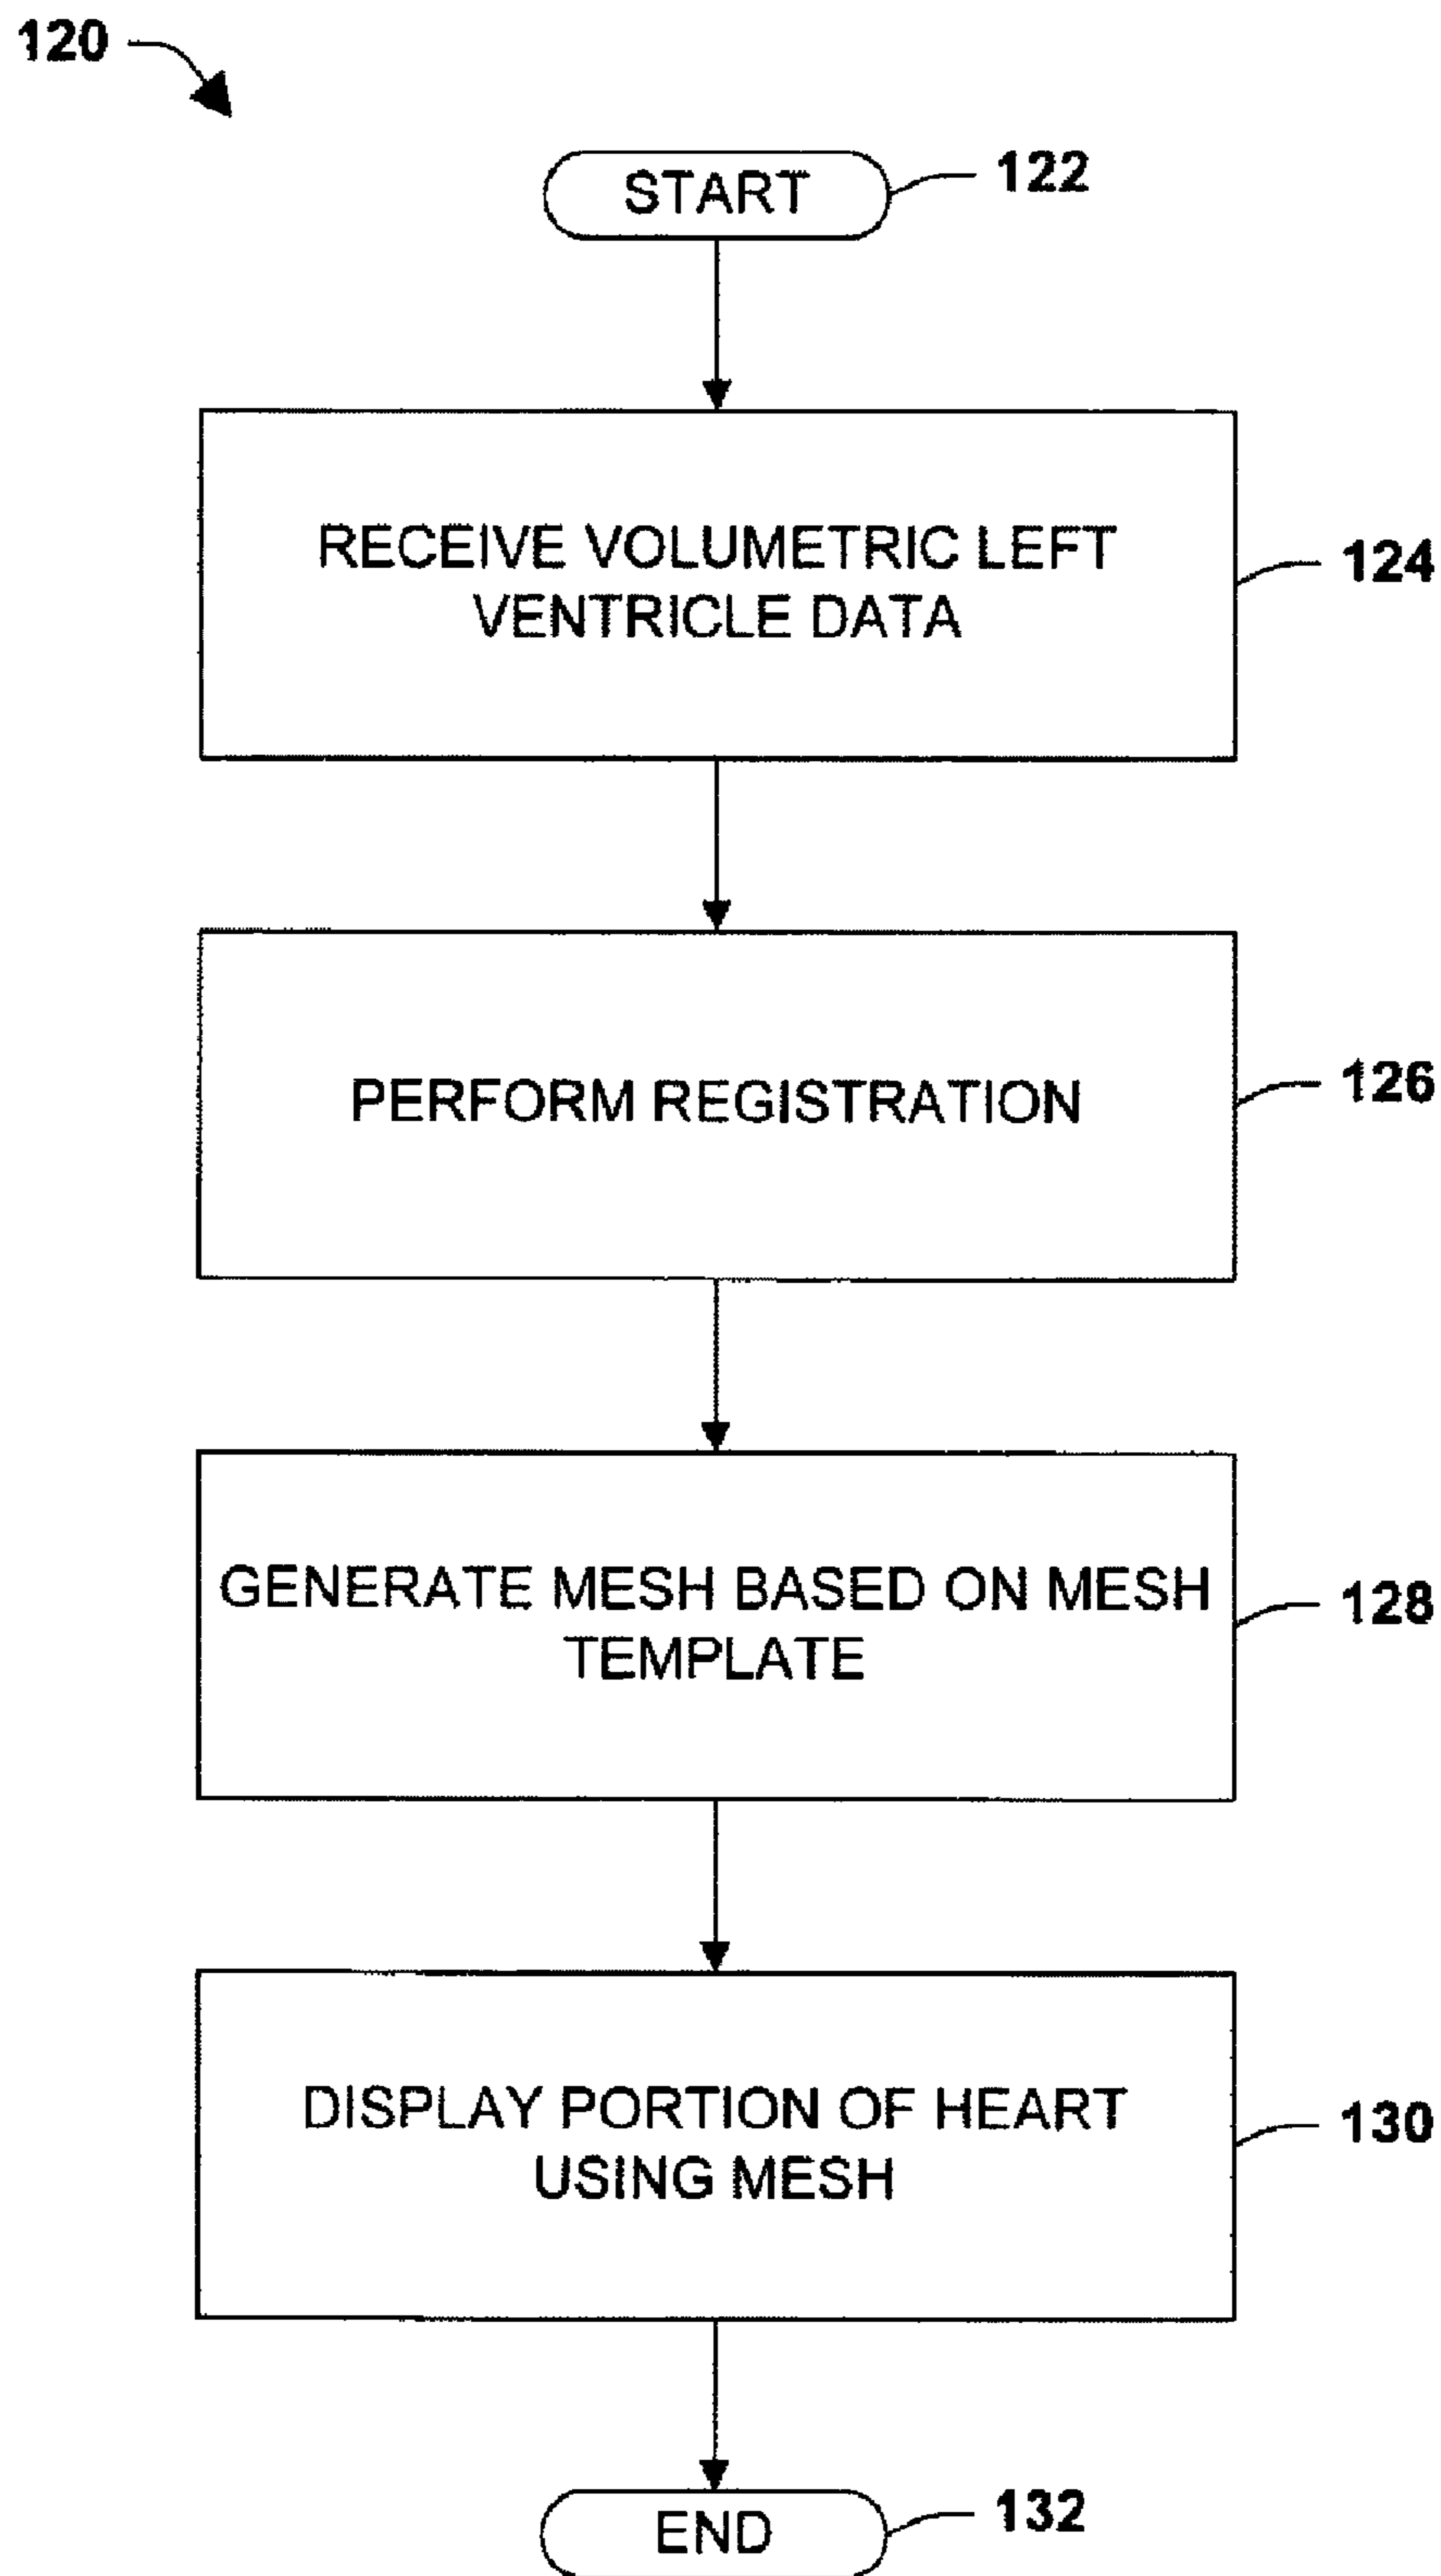 120
START
122
RECEIVE VOLUMETRIC LEFT
VENTRICLE DATA
124
PERFORM REGISTRATION
126
GENERATE MESH BASED ON MESH
TEMPLATE
128
DISPLAY PORTION OF HEART
USING MESH
130
END
132